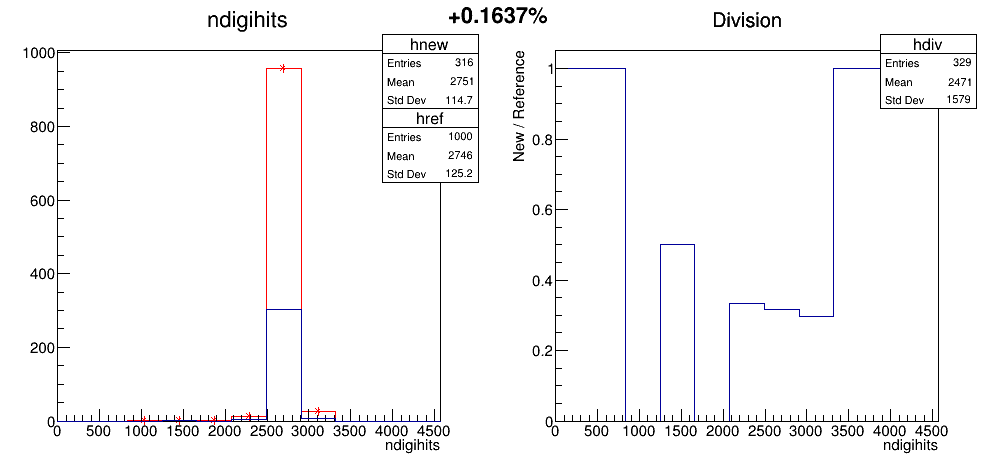 +0.1637%
ndigihits
hnew
Entries 316
Mean 2751
Std Dev 114.7
href
Entries 1000
Mean 2746
Std Dev 125.2
1000
800
600
400
200
0
0 500 1000 1500 2000 2500 3000 3500 4000 4500
ndigihits
Division
hdiv
Entries 329
Mean 2471
Std Dev 1579
New / Reference
1
0.8
0.6
0.4
0.2
0
0 500 1000 1500 2000 2500 3000 3500 4000 4500
ndigihits